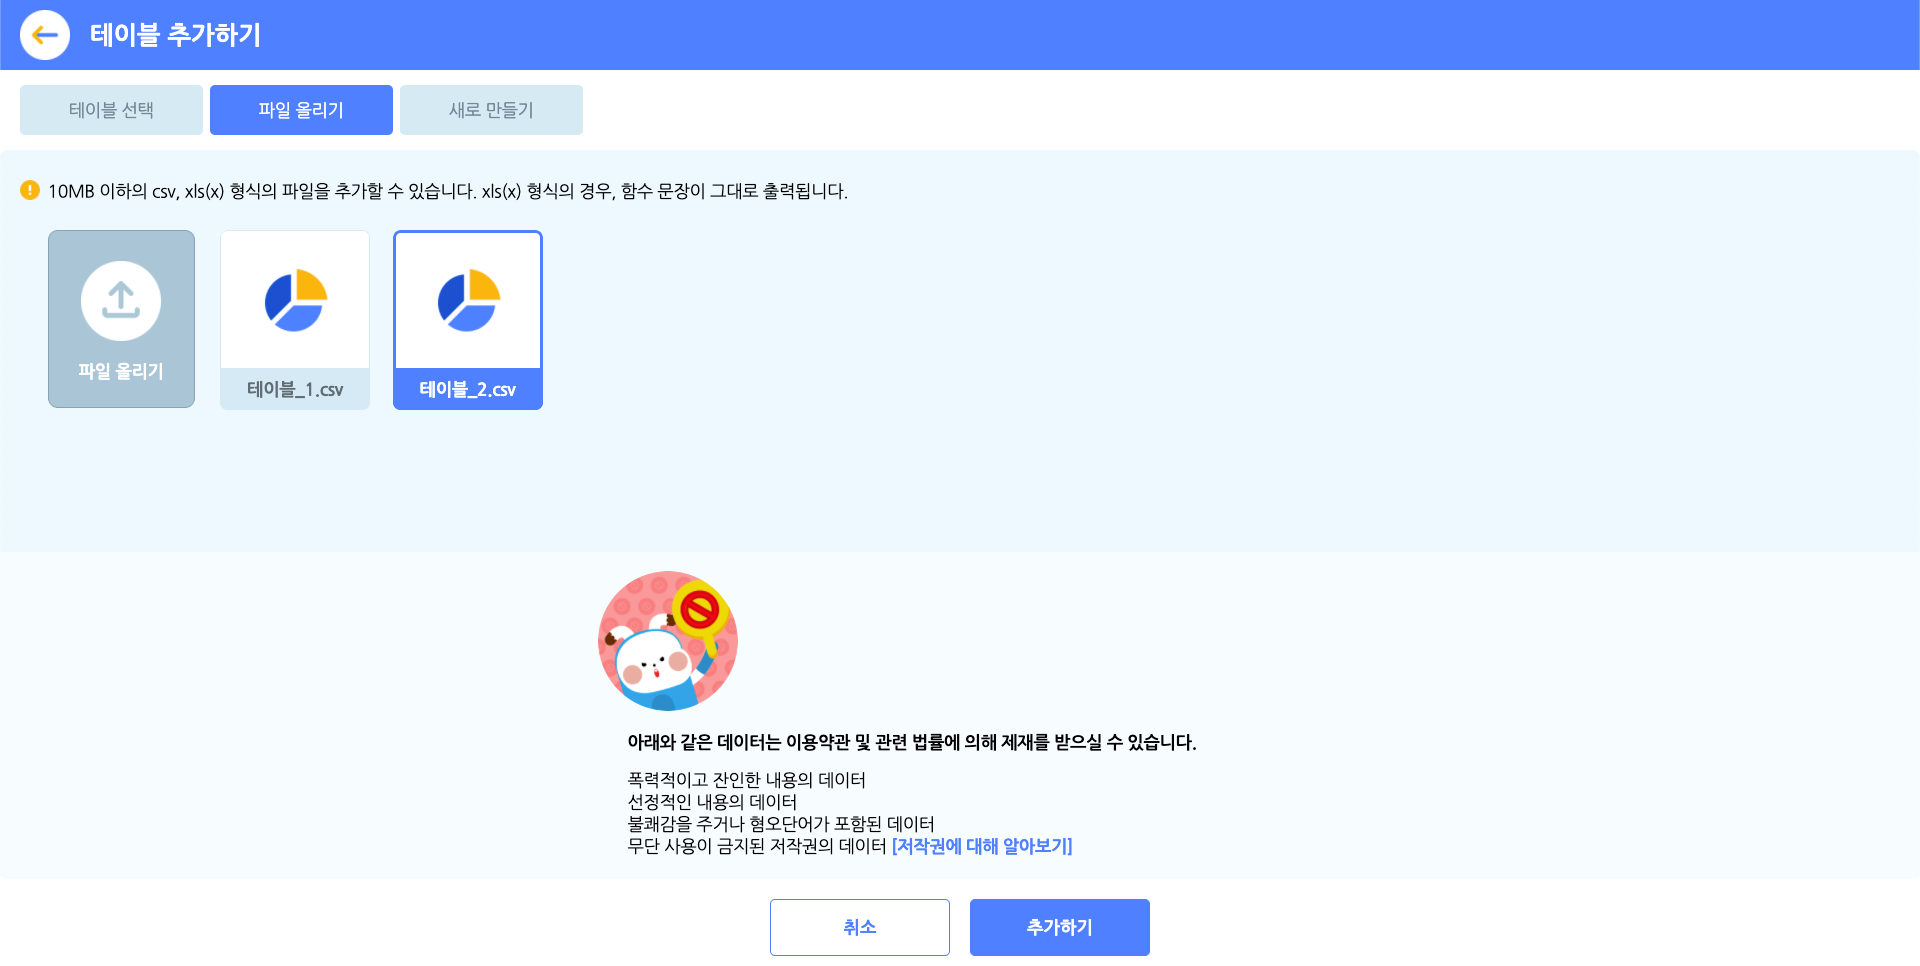 테이블 추가하기
테이블 선택
파일 올리기
새로 만들기
10MB 이하의 csv, xls(x) 형식의 파일을 추가할 수 있습니다. xls(x) 형식의 경우, 함수 문장이 그대로 출력됩니다.
파일 올리기
테이블_1.csv
테이블_2.csv
아래와 같은 데이터는 이용약관 및 관련 법률에 의해 제재를 받으실 수 있습니다.
폭력적이고 잔인한 내용의 데이터
선정적인 내용의 데이터
불쾌감을 주거나 혐오단어가 포함된 데이터
무단 사용이 금지된 저작권의 데이터 [저작권에 대해 알아보기]
취소
추가하기